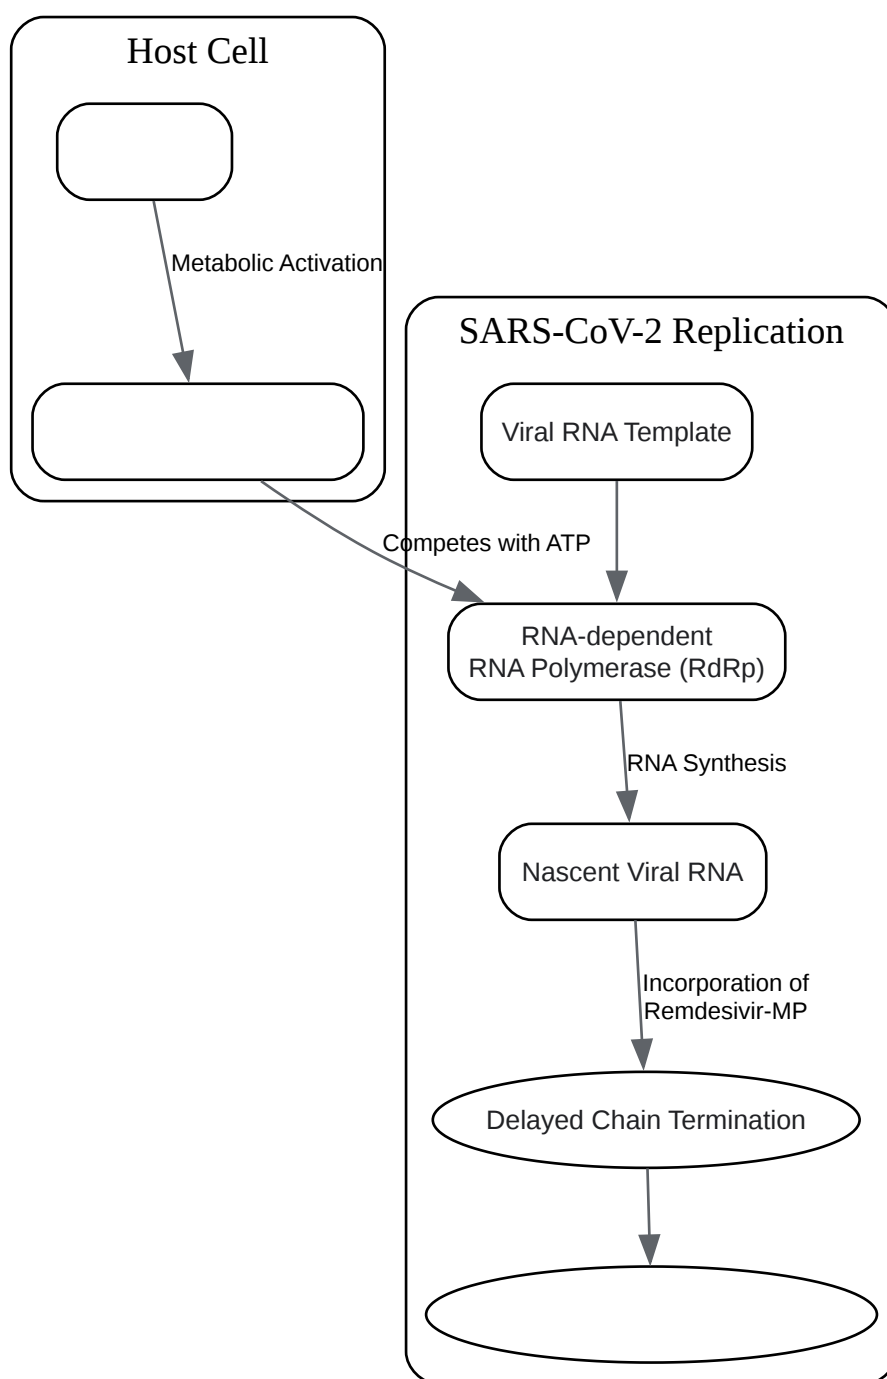 Host Cell
Metabolic Activation
SARS-CoV-2 Replication
Viral RNA Template
Competes with ATP
RNA-dependent
RNA Polymerase (RdRp)
RNA Synthesis
Nascent Viral RNA
Incorporation of
Remdesivir-MP
Delayed Chain Termination